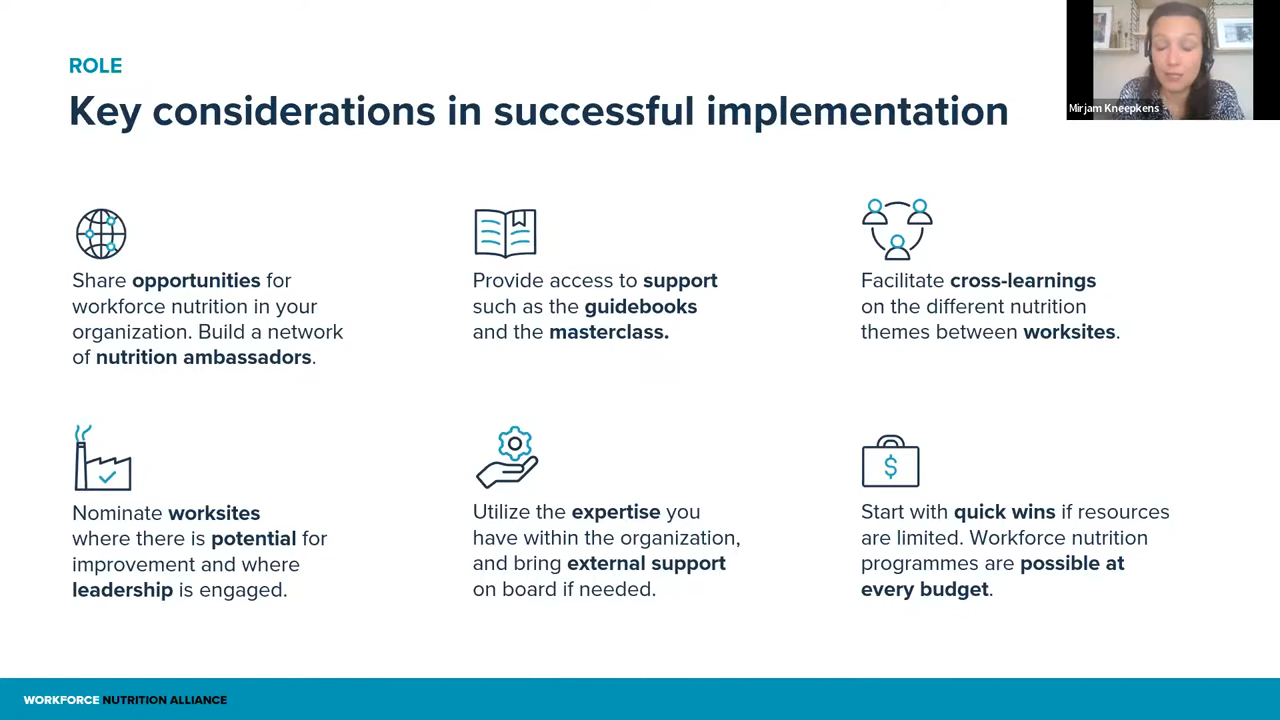 ROLE
Key considerations in successful implementation
Mirjam Kneepkens
Share opportunities for
workforce nutrition in your
organization. Build a network
of nutrition ambassadors.
Provide access to support
such as the guidebooks
and the masterclass.
Facilitate cross-learnings
on the different nutrition
themes between worksites.
Nominate worksites
where there is potential for
improvement and where
leadership is engaged.
Utilize the expertise you
have within the organization,
and bring external support
on board if needed.
$
Start with quick wins if resources
are limited. Workforce nutrition
programmes are possible at
every budget.
WORKFORCE NUTRITION ALLIANCE